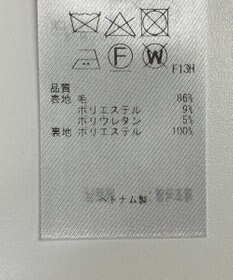 F W
F13H
品質
表地 毛 86%
ポリエステル 9%
ポリウレタン 5%
裏地 ポリエステル 100%
トナム製